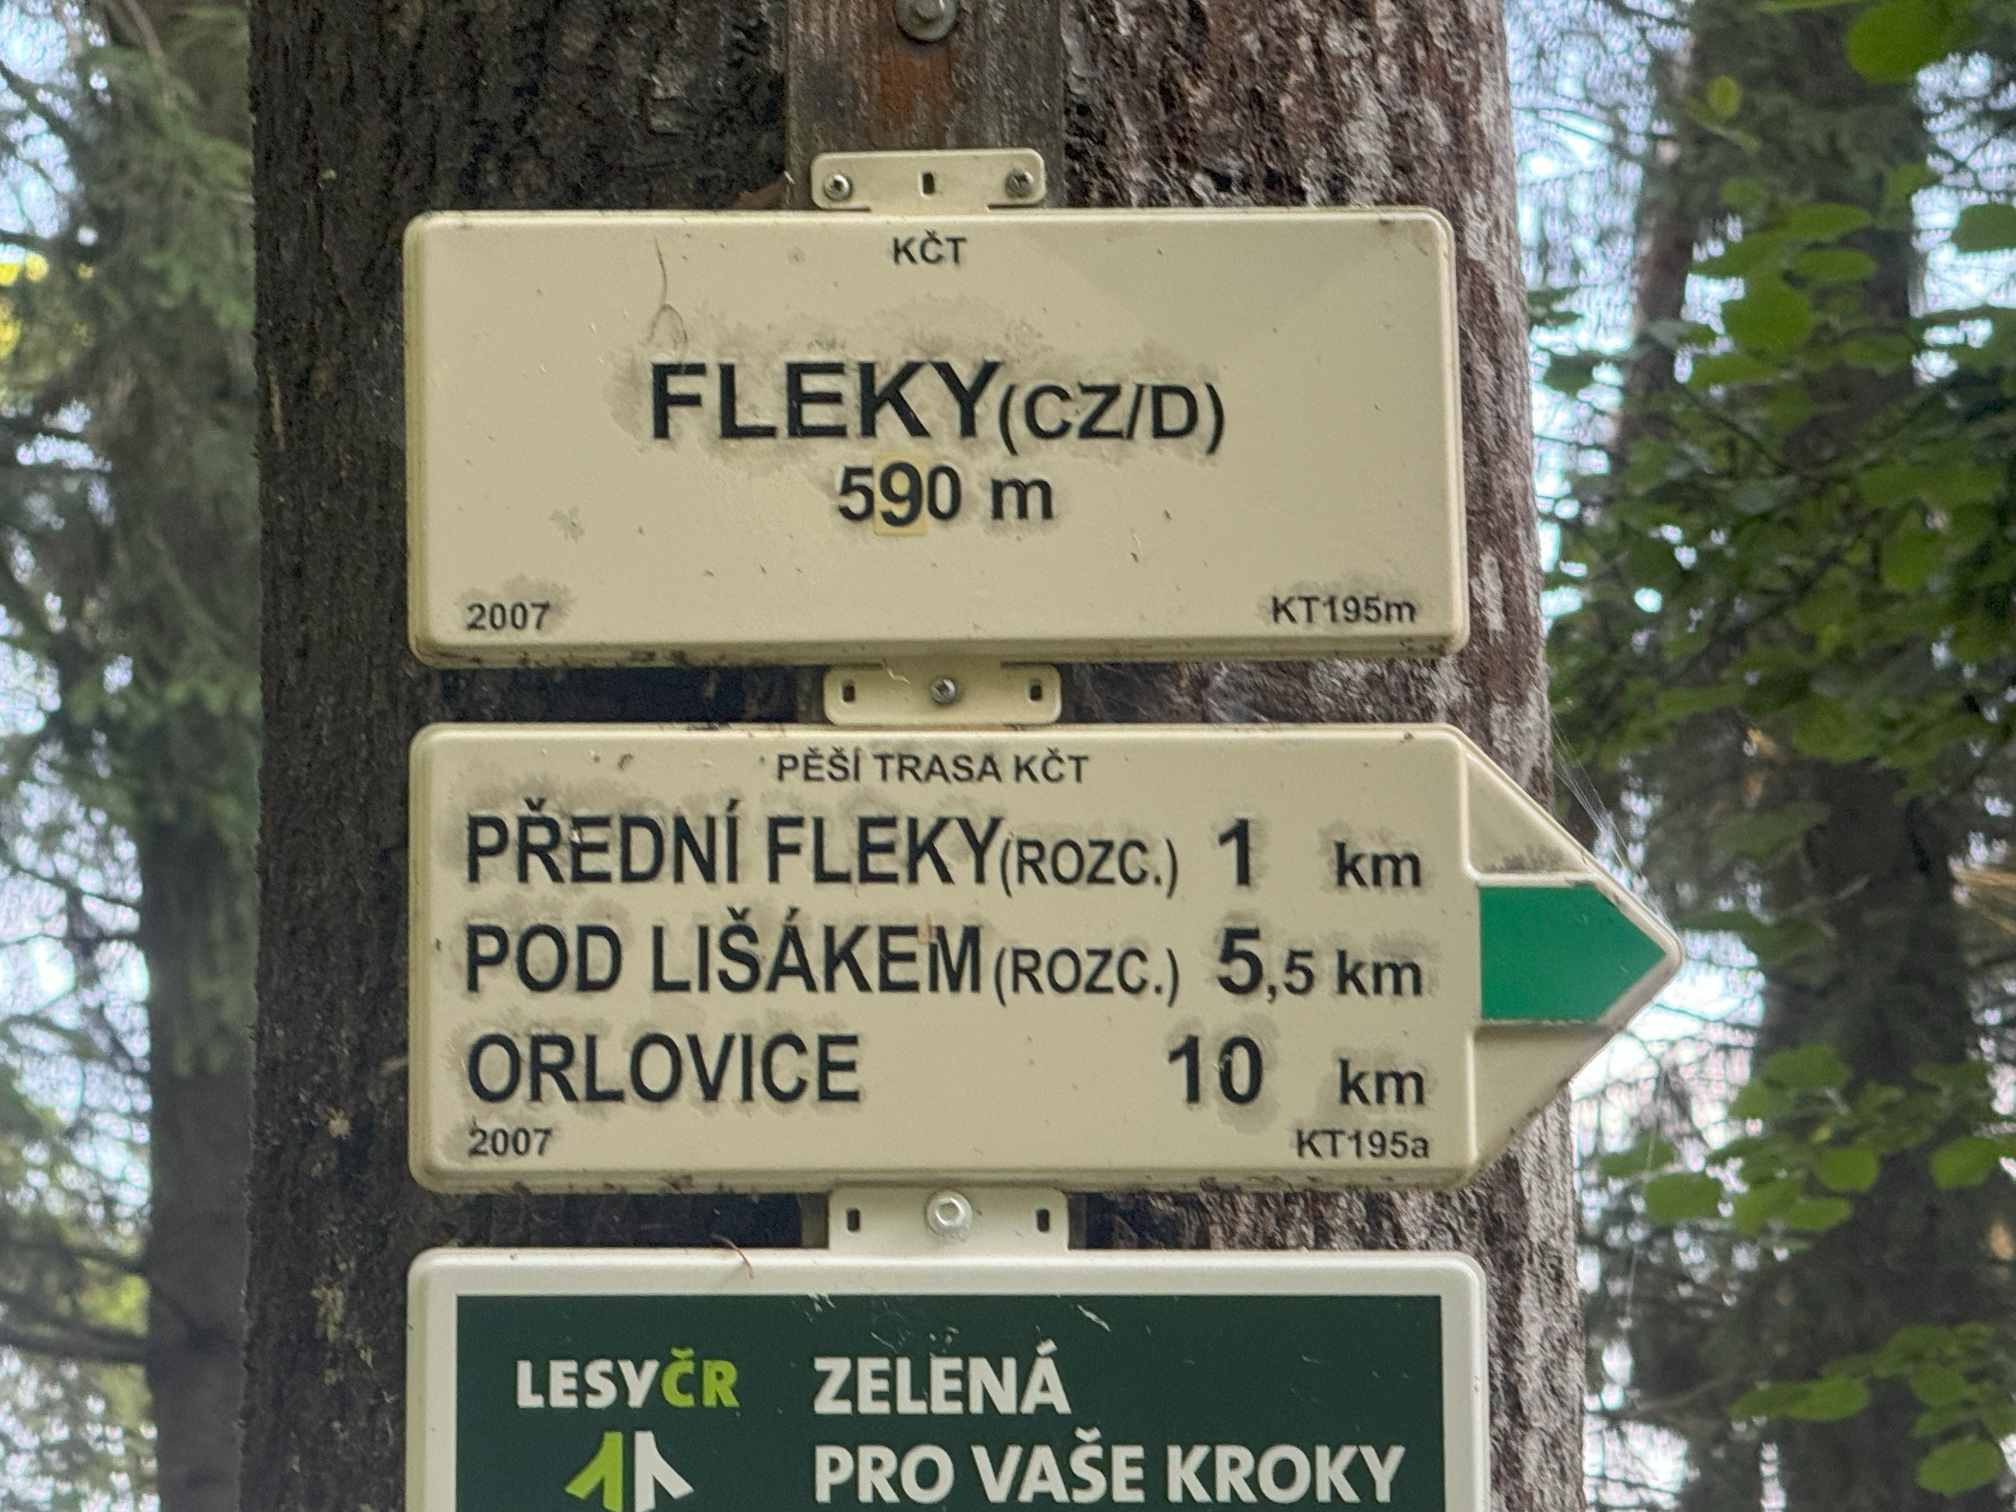 KČT
FLEKY(CZ/D)
590 m
2007 KT195m
PĚŠÍ TRASA KČT
PŘEDNÍ FLEKY(ROZC.) 1 km
POD LIŠÁKEM(ROZC.) 5,5 km
ORLOVICE 10 km
2007 KT195a
LESYČR
ZELENÁ
PRO VAŠE KROKY